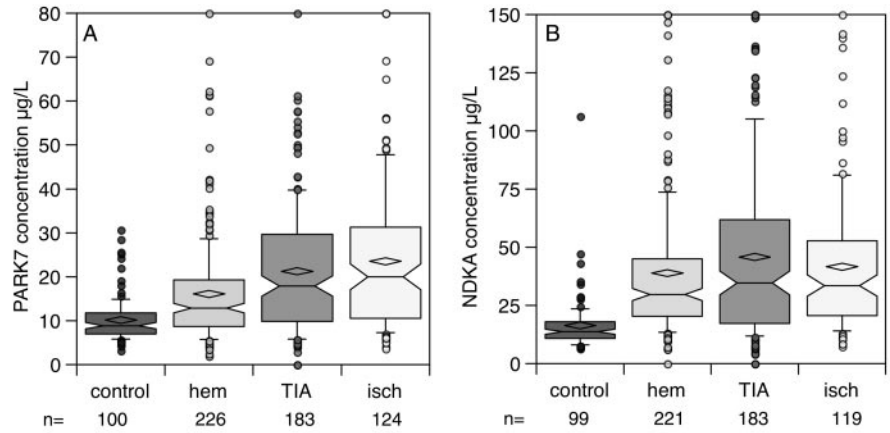 A
PARK7 concentration µg/L
80
70
60
50
40
30
20
10
0
control hem TIA isch
n= 100 226 183 124
B
NDKA concentration µg/L
150
125
100
75
50
25
0
control hem TIA isch
n= 99 221 183 119